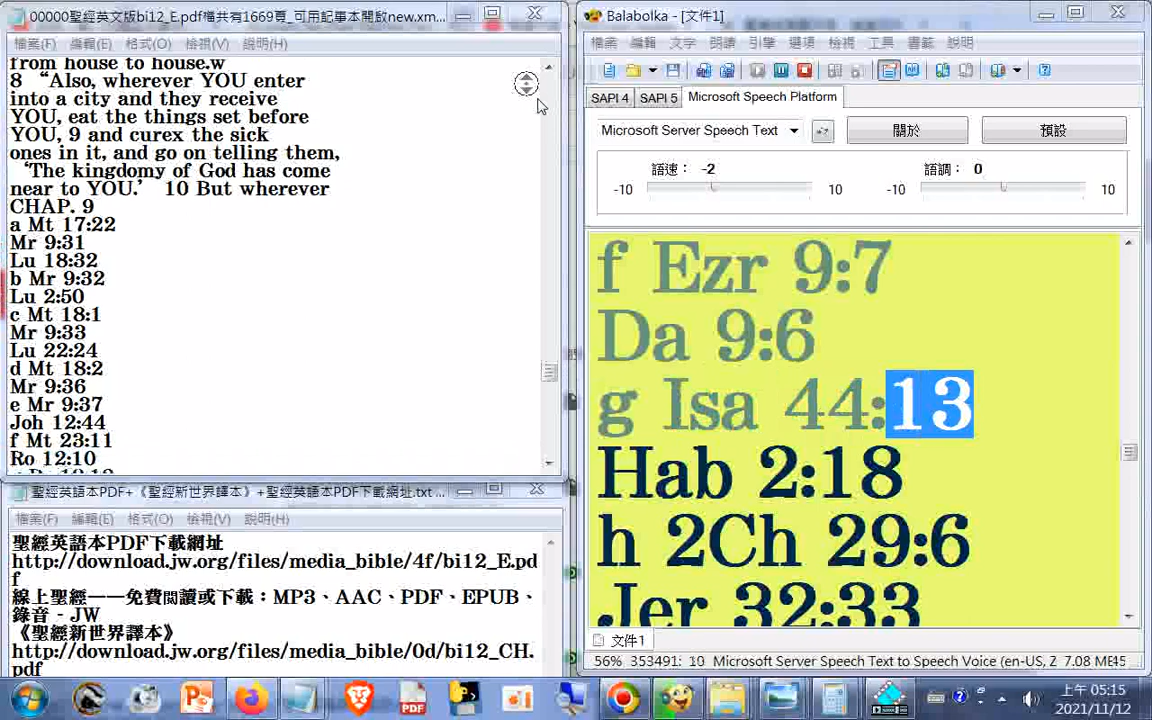 00000聖經英文版bi12_E.pdf檔共有1669頁_可用記事本開啟new.xm...
檔案(F) 編輯(E) 格式(O) 檢視(V) 說明(H)
from house to house.w
8 “Also, wherever YOU enter
into a city and they receive
YOU, eat the things set before
YOU, 9 and curex the sick
ones in it, and go on telling them,
‘The kingdomy of God has come
near to YOU.’ 10 But wherever
CHAP. 9
a Mt 17:22
Mr 9:31
Lu 18:32
b Mr 9:32
Lu 2:50
c Mt 18:1
Mr 9:33
Lu 22:24
d Mt 18:2
Mr 9:36
e Mr 9:37
Joh 12:44
f Mt 23:11
Ro 12:10
聖經英語本PDF+《聖經新世界譯本》+聖經英語本PDF下載網址.txt ...
檔案(F) 編輯(E) 格式(O) 檢視(V) 說明(H)
聖經英語本PDF下載網址
http://download.jw.org/files/media_bible/4f/bi12_E.pd
f
線上聖經——免費閱讀或下載：MP3、AAC、PDF、EPUB、
錄音 - JW
《聖經新世界譯本》
http://download.jw.org/files/media_bible/0d/bi12_CH.
pdf
Balabolka - [文件1]
檔案 編輯 文字 朗讀 引擎 選項 檢視 工具 書籤 說明
SAPI 4 SAPI 5 Microsoft Speech Platform
Microsoft Server Speech Text 關於 預設
語速： -2 語調： 0
-10 10 -10 10
f Ezr 9:7
Da 9:6
g Isa 44:13
Hab 2:18
h 2Ch 29:6
Jer 32:33
文件1
56% 353491: 10 Microsoft Server Speech Text to Speech Voice (en-US, Z 7.08 ME45
PDF
上午 05:15
2021/11/12